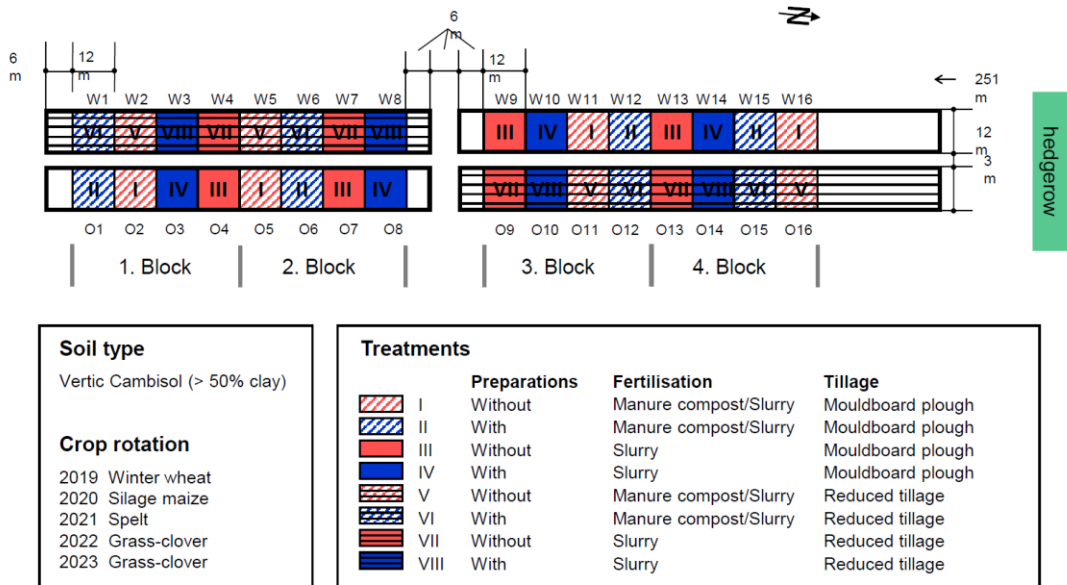 6
m
N
6
m
12
m
12
m
251
m
W1 W2 W3 W4 W5 W6 W7 W8 W9 W10 W11 W12 W13 W14 W15 W16
VI V VIII VII V VI VII VIII III IV I II III IV II I
12
m
3
m
hedgerow
II I IV III I II III IV VII VIII V VI VII VIII VI V
O1 O2 O3 O4 O5 O6 O7 O8 O9 O10 O11 O12 O13 O14 O15 O16
1. Block 2. Block 3. Block 4. Block
Soil type
Vertic Cambisol (> 50% clay)
Crop rotation
2019 Winter wheat
2020 Silage maize
2021 Spelt
2022 Grass-clover
2023 Grass-clover
Treatments
Preparations Fertilisation Tillage
I Without Manure compost/Slurry Mouldboard plough
II With Manure compost/Slurry Mouldboard plough
III Without Slurry Mouldboard plough
IV With Slurry Mouldboard plough
V Without Manure compost/Slurry Reduced tillage
VI With Manure compost/Slurry Reduced tillage
VII Without Slurry Reduced tillage
VIII With Slurry Reduced tillage